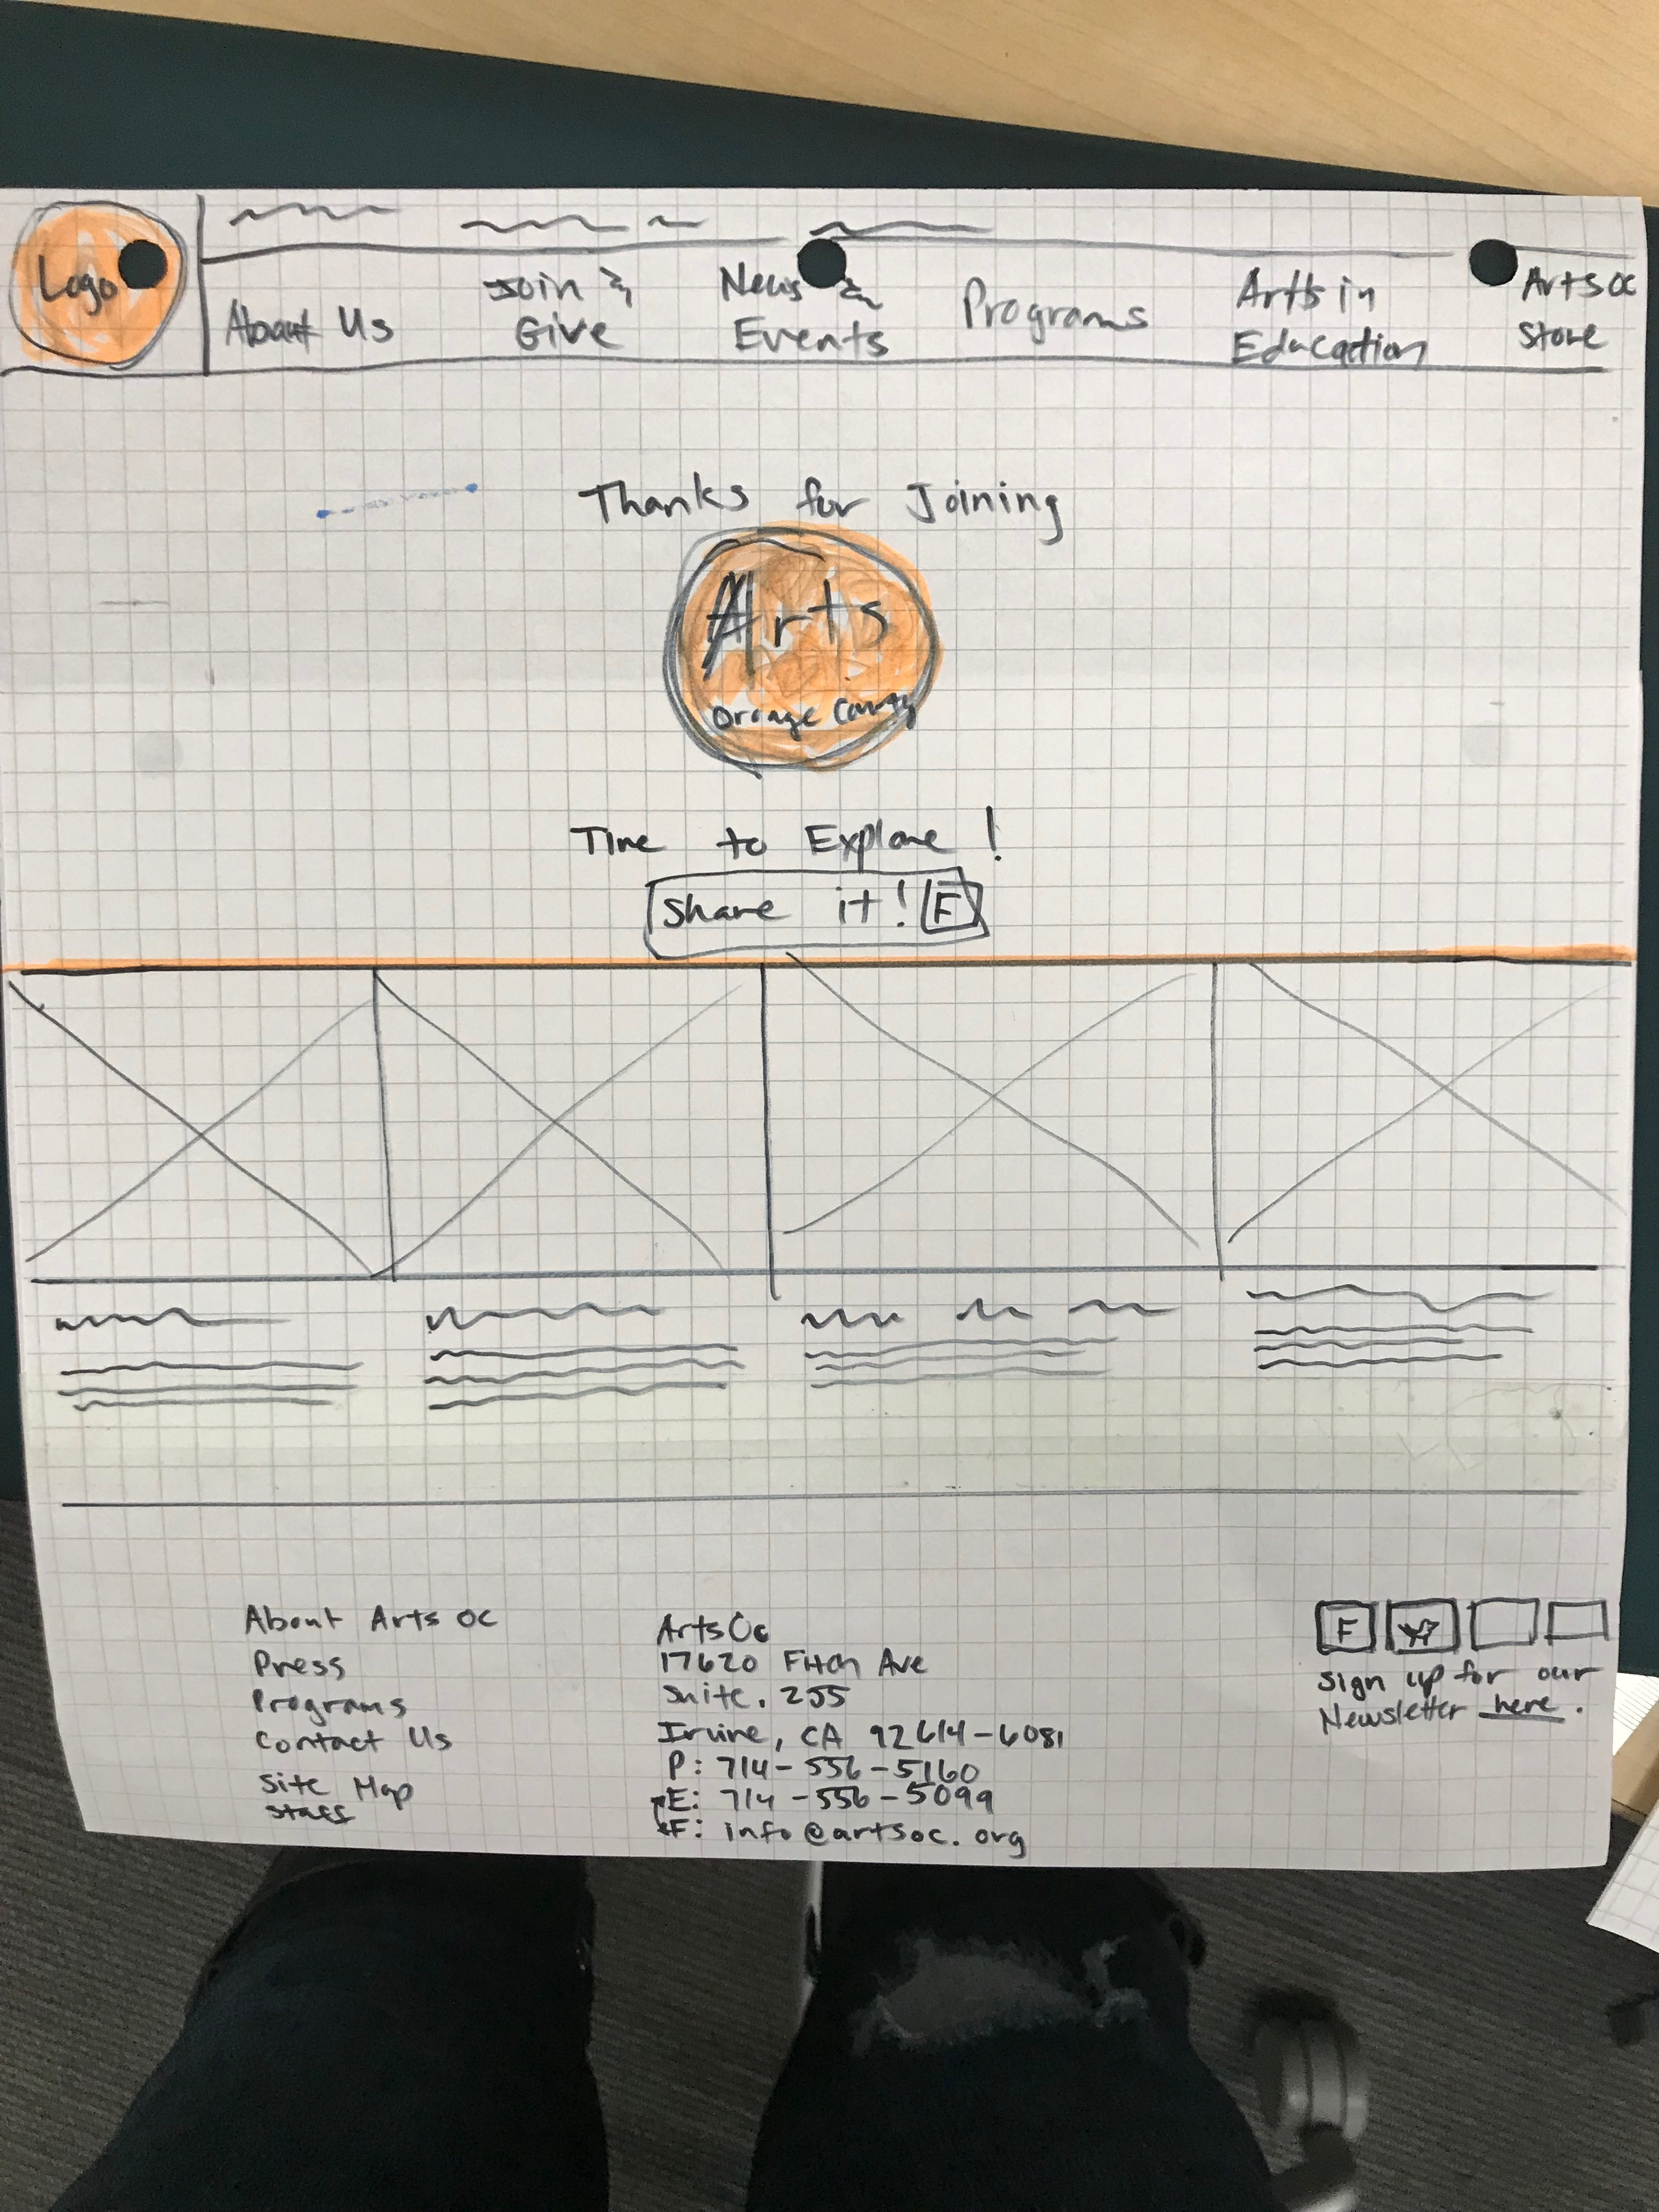 Logo
About Us
Join &
Give
News &
Events
Programs
Arts in
Education
Arts OC
Store
Thanks for Joining
Arts
Orange County
Time to Explore!
Share it! F
About Arts OC
Press
Programs
Contact Us
Site Map
Staff
ArtsOc
17620 Fitch Ave
Suite. 255
Irvine, CA 92614-6081
P: 714-556-5160
E: 714-556-5099
F: info@artsoc.org
F
Sign up for our
Newsletter here.